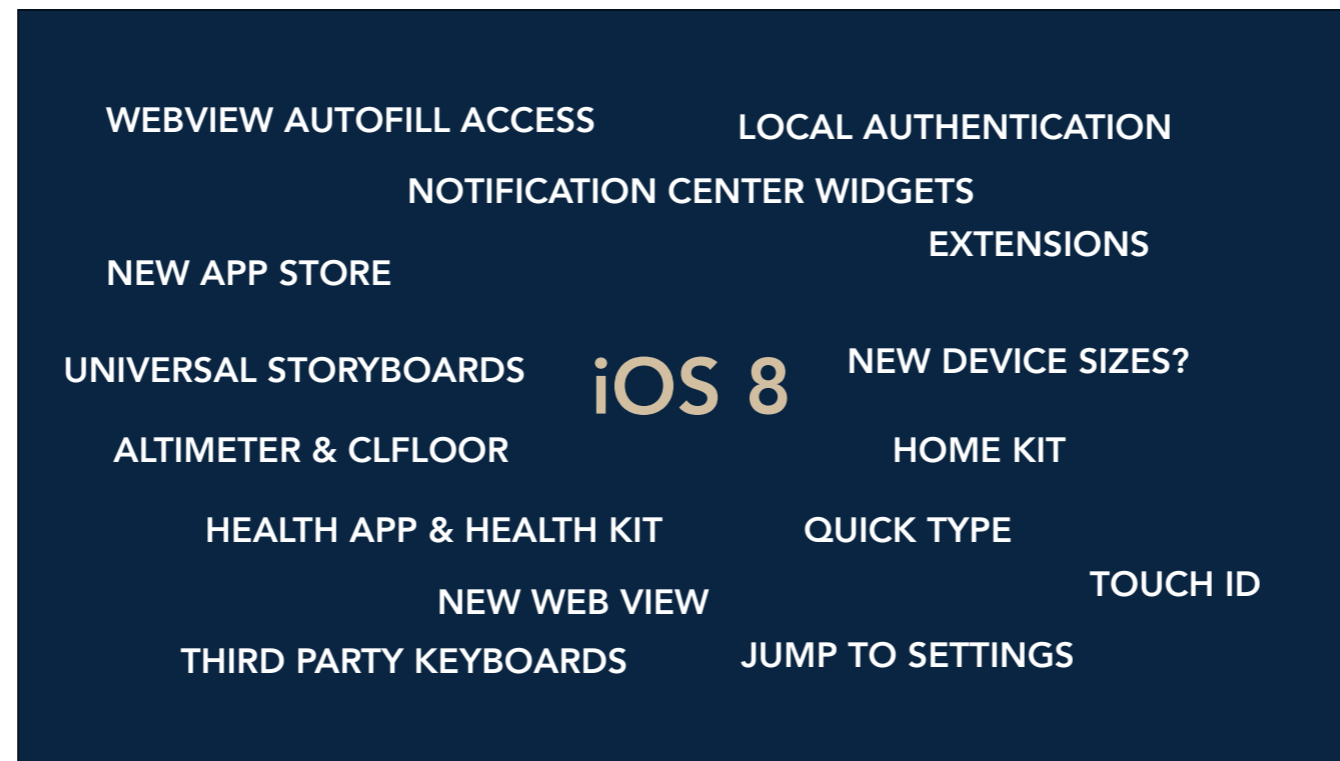 WEBVIEW AUTOFILL ACCESS
LOCAL AUTHENTICATION
NOTIFICATION CENTER WIDGETS
EXTENSIONS
NEW APP STORE
UNIVERSAL STORYBOARDS
iOS 8
NEW DEVICE SIZES?
ALTIMETER & CLFLOOR
HOME KIT
HEALTH APP & HEALTH KIT
QUICK TYPE
TOUCH ID
NEW WEB VIEW
THIRD PARTY KEYBOARDS
JUMP TO SETTINGS